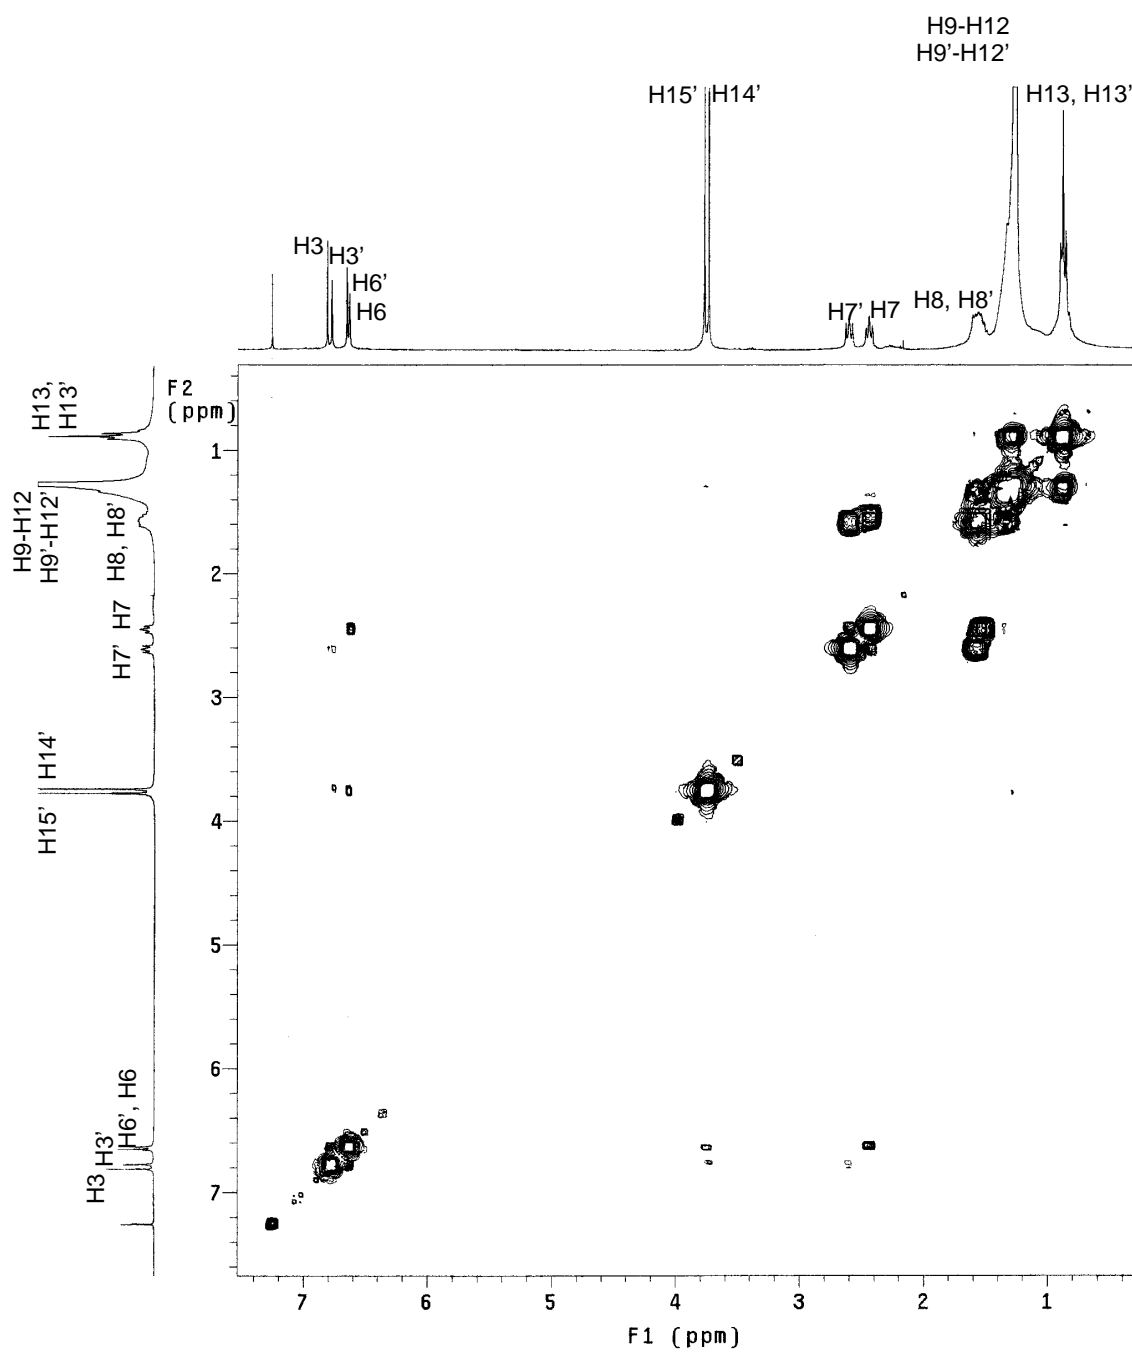 H9-H12
H9’-H12’
H15’
H14’
H13, H13’
H3
H3’
H6’
H6
H7’
H7
H8, H8’
F2
(ppm)
H13,
H13’
H9-H12
H9’-H12’
H8, H8’
H7
H7’
H14’
H15’
H6’, H6
H3’
H3
1
2
3
4
5
6
7
7
6
5
4
3
2
1
F1 (ppm)